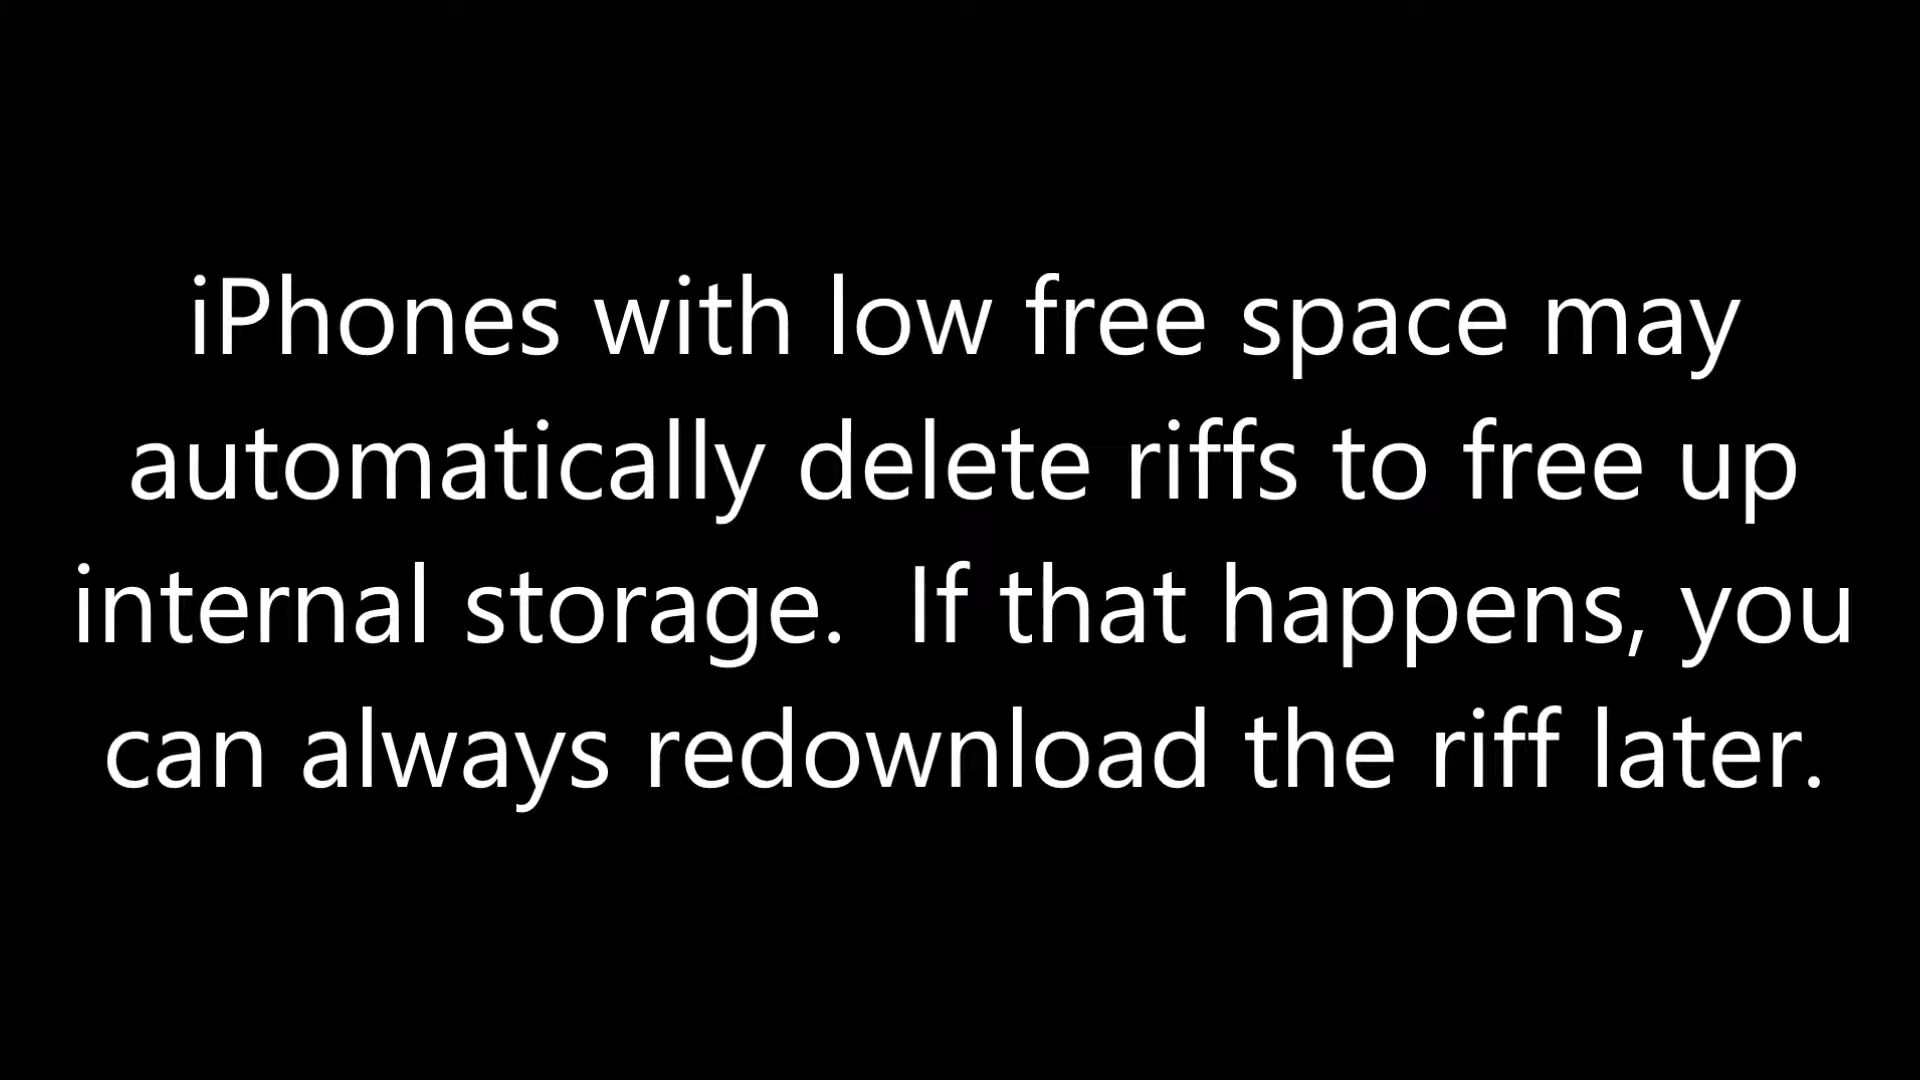 iPhones with low free space may
automatically delete riffs to free up
internal storage.  If that happens, you
can always redownload the riff later.